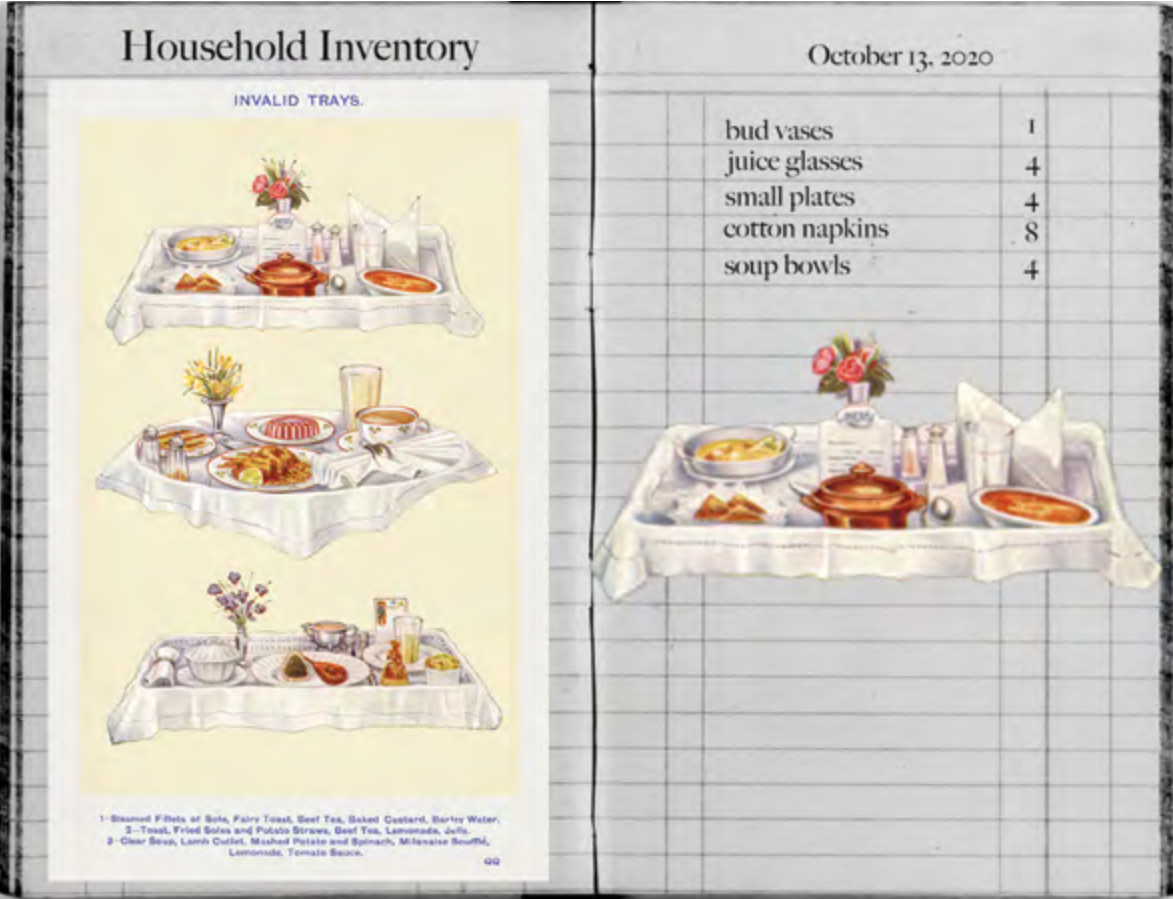 Household Inventory
INVALID TRAYS.
1-Steamed Fillets of Sole, Fairy Toast, Beef Tea, Baked Custard, Barley Water.
2-Toast, Fried Soles and Potato Straws, Beef Tea, Lemonade, Jelly.
3-Clear Soup, Lamb Cutlet, Mashed Potato and Spinach, Milanaise Soufflé,
Lemonade, Tomato Sauce.
QQ
October 13, 2020
bud vases 1
juice glasses 4
small plates 4
cotton napkins 8
soup bowls 4